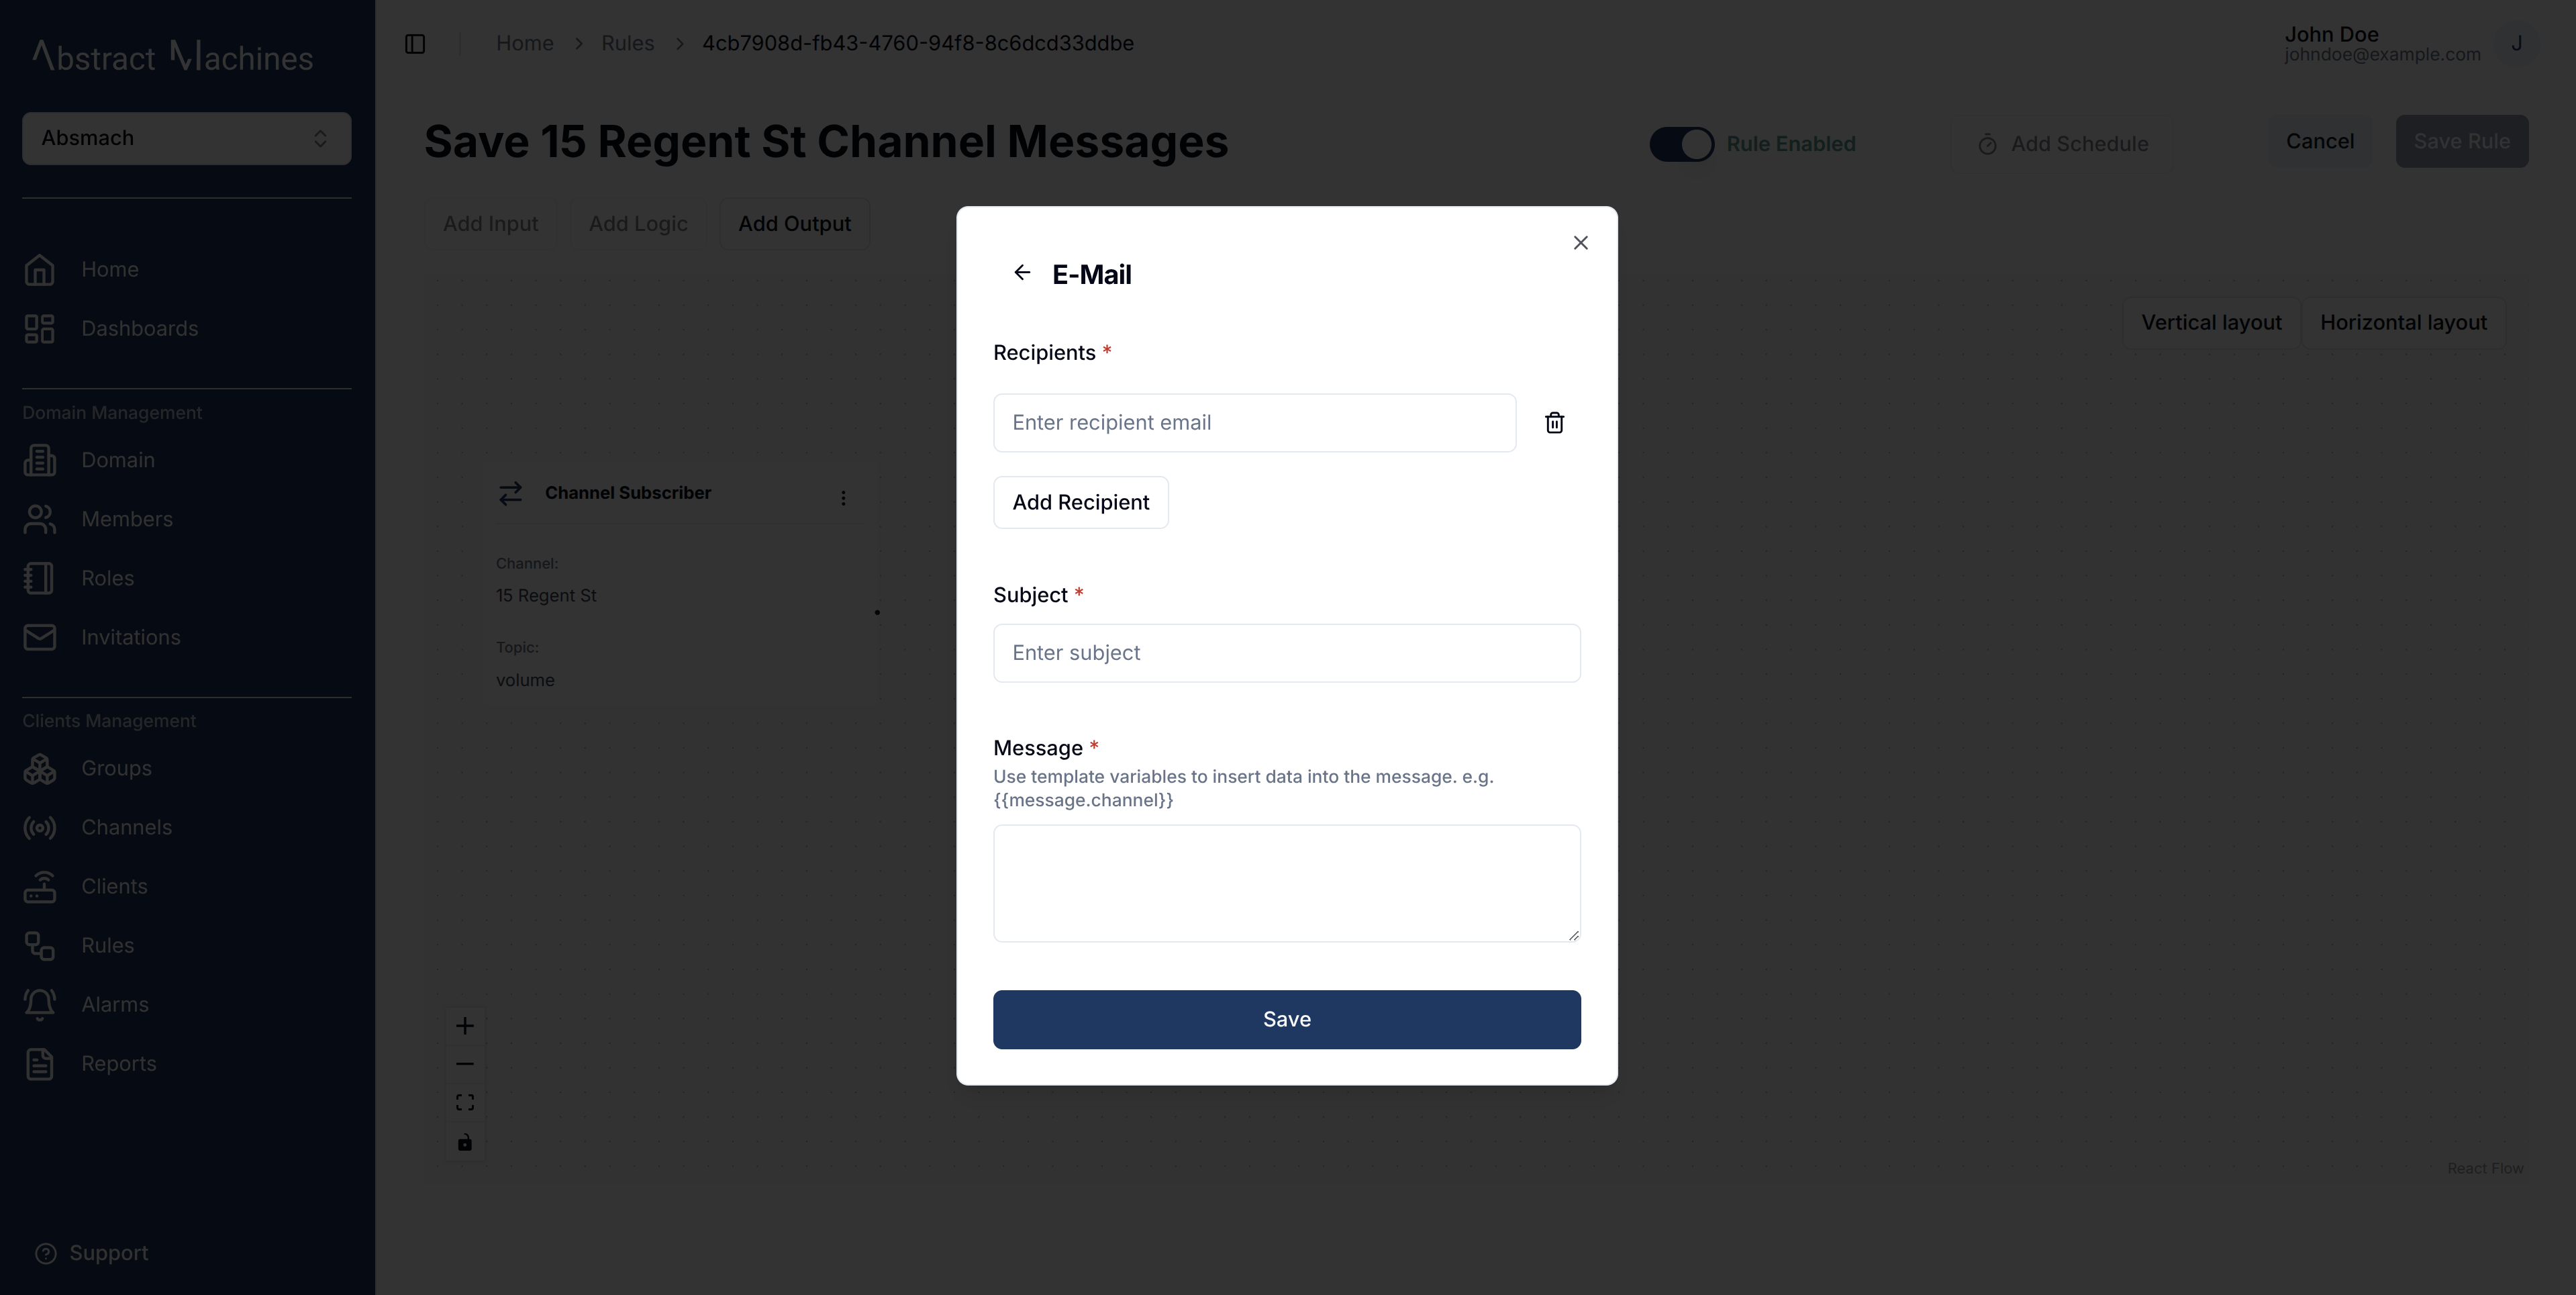 Abstract Machines
Absmach
Home
Dashboards
Domain Management
Domain
Members
Roles
Invitations
Clients Management
Groups
Channels
Clients
Rules
Alarms
Reports
Support
Home > Rules > 4cb7908d-fb43-4760-94f8-8c6dcd33ddbe
John Doe
johndoe@example.com
J
Save 15 Regent St Channel Messages
Rule Enabled
Add Schedule
Cancel
Save Rule
Add Input
Add Logic
Add Output
Vertical layout
Horizontal layout
Channel Subscriber
Channel:
15 Regent St
Topic:
volume
E-Mail
Recipients *
Enter recipient email
Add Recipient
Subject *
Enter subject
Message *
Use template variables to insert data into the message. e.g.
{{message.channel}}
Save
React Flow